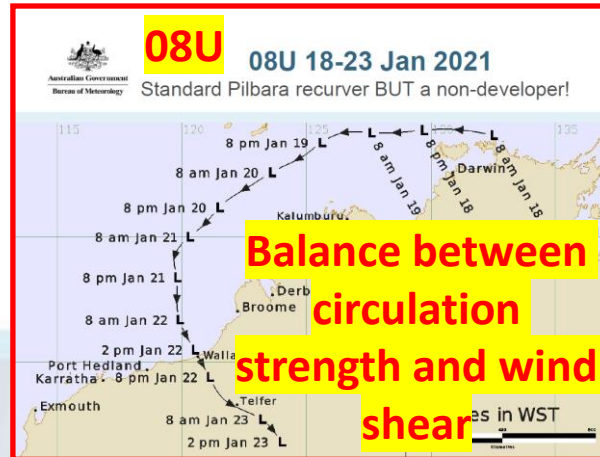 08U
08U 18-23 Jan 2021
Australian Government
Bureau of Meteorology
Standard Pilbara recurver BUT a non-developer!
115
120
125
130
135
8 pm Jan 19
L
L
L
L
8 am Jan 19
8 pm Jan 18
8 am Jan 18
Darwin
8 am Jan 20
L
8 pm Jan 20
L
Kalumburu
8 am Jan 21
L
Balance between
circulation
strength and wind
shear
8 pm Jan 21
L
Derb
Broome
8 am Jan 22
L
2 pm Jan 22
L
Walla
Port Hedland
Karratha
8 pm Jan 22
L
Exmouth
Telfer
8 am Jan 23
L
es in WST
2 pm Jan 23
L